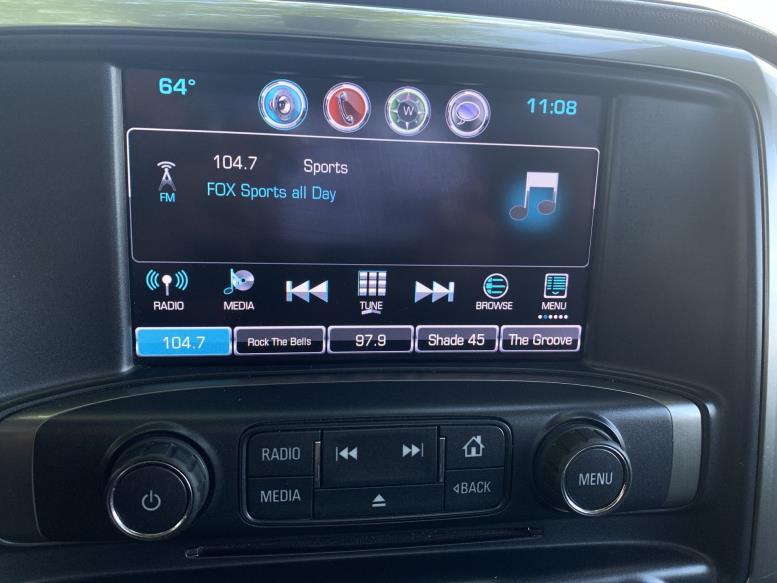 64° W 11:08
104.7 Sports
FM FOX Sports all Day
RADIO MEDIA TUNE BROWSE MENU
104.7 Rock The Bells 97.9 Shade 45 The Groove
RADIO
MEDIA BACK
MENU